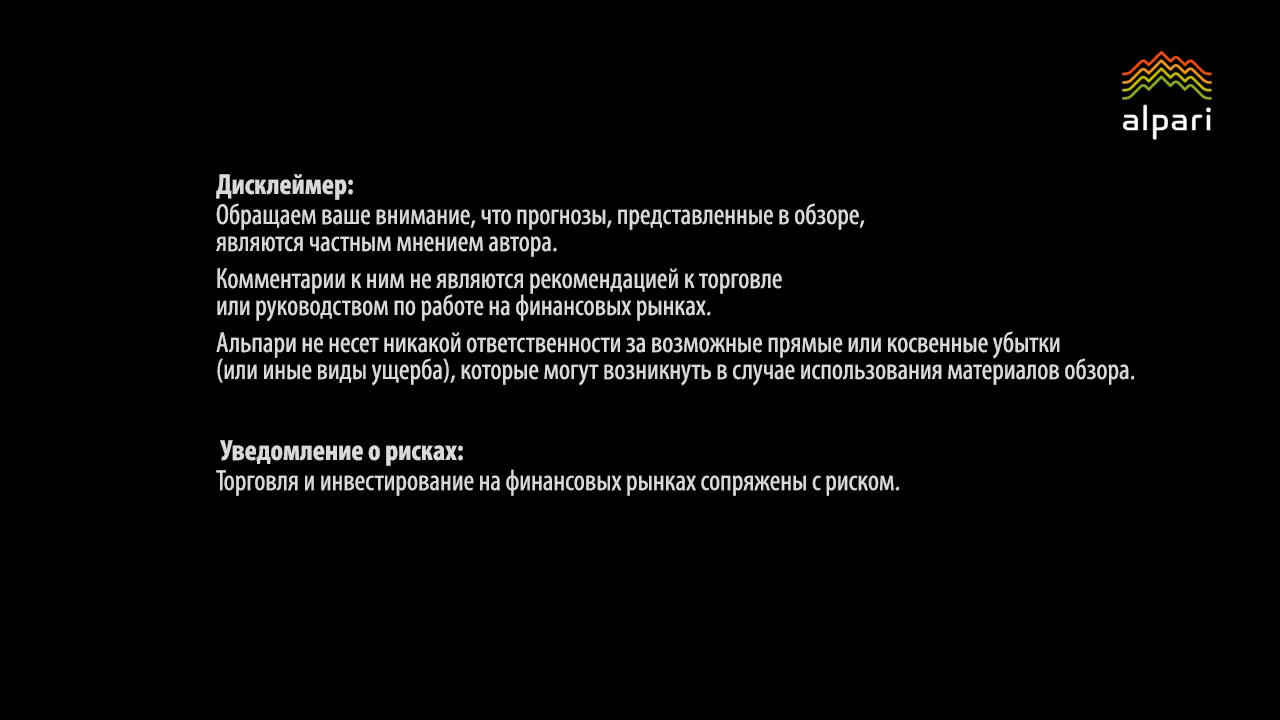 alpari
Дисклеймер:
Обращаем ваше внимание, что прогнозы, представленные в обзоре,
являются частным мнением автора.
Комментарии к ним не являются рекомендацией к торговле
или руководством по работе на финансовых рынках.
Альпари не несет никакой ответственности за возможные прямые или косвенные убытки
(или иные виды ущерба), которые могут возникнуть в случае использования материалов обзора.
Уведомление о рисках:
Торговля и инвестирование на финансовых рынках сопряжены с риском.